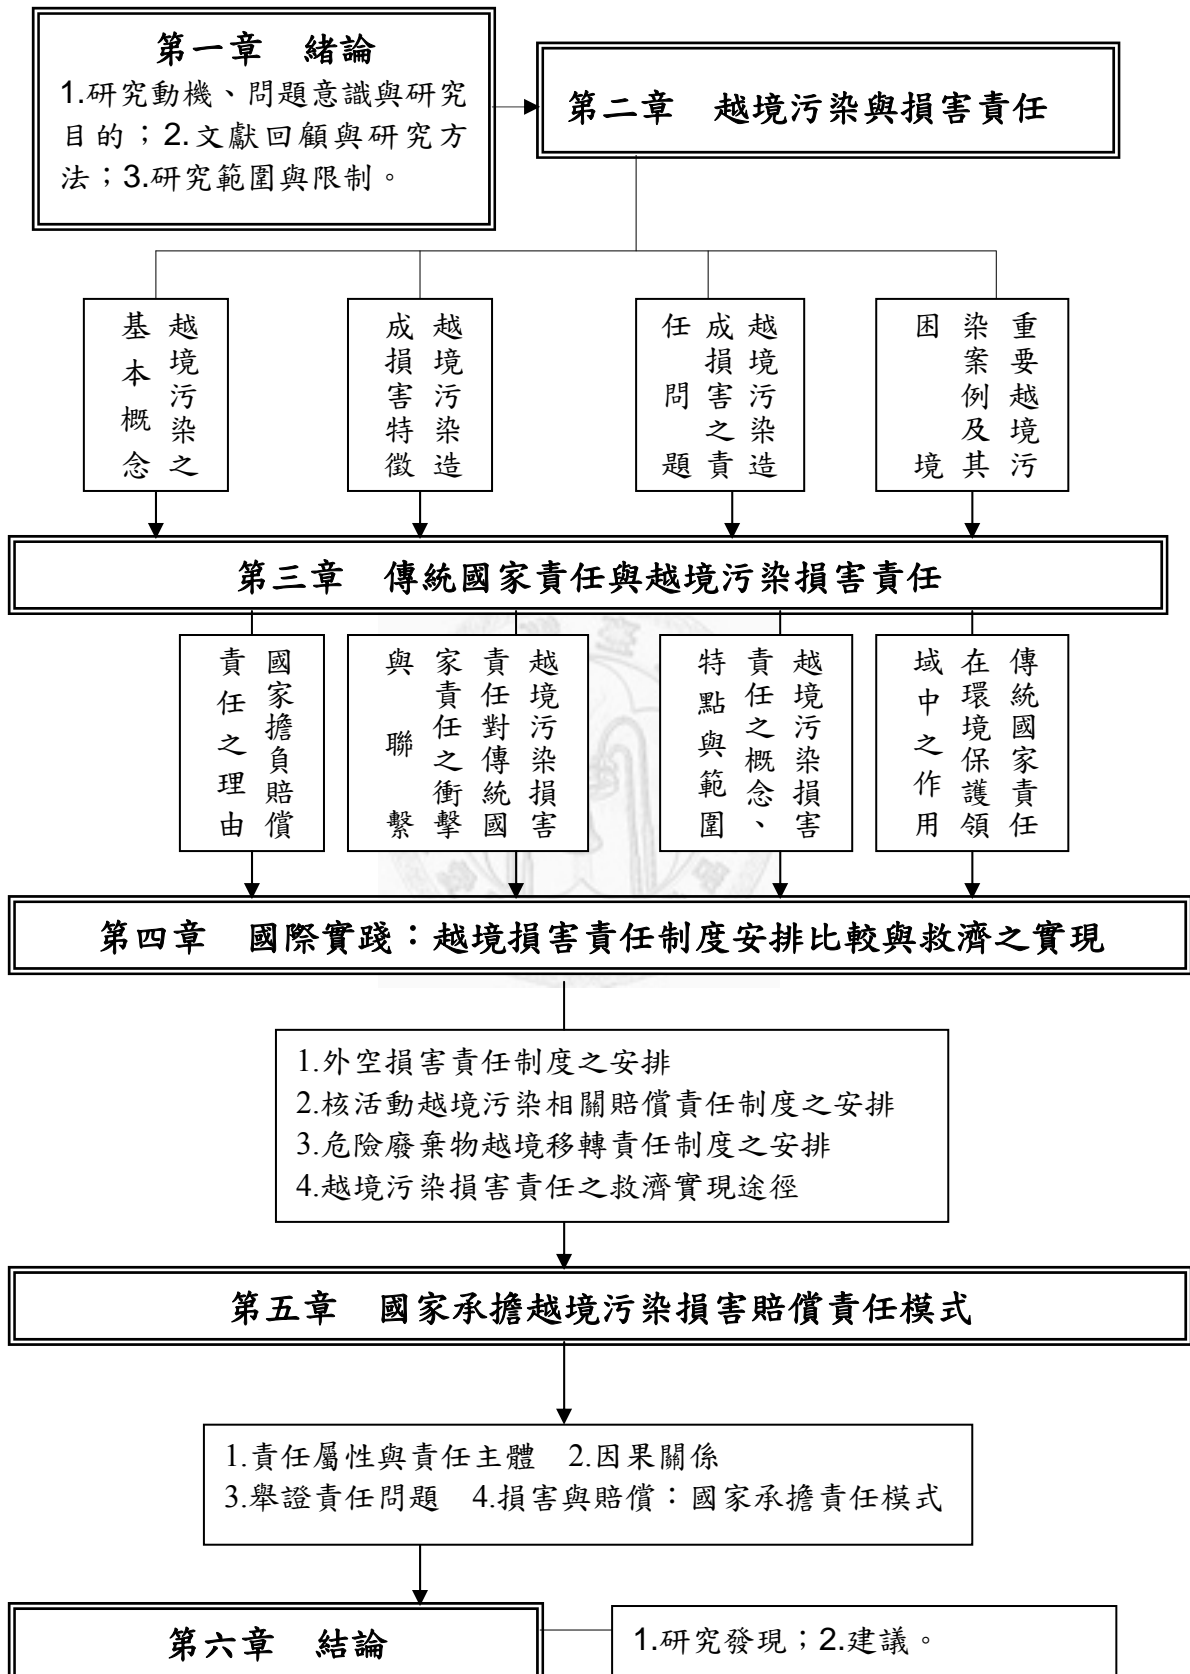 第一章　緒論
1.研究動機、問題意識與研究
目的；2.文獻回顧與研究方
法；3.研究範圍與限制。
第二章　越境污染與損害責任
越境污染之
基本概念
越境污染造
成損害特徵
越境污染造
成損害之責
任問題
重要越境污
染案例及其
困境
第三章　傳統國家責任與越境污染損害責任
國家擔負賠償
責任之理由
越境污染損害
責任對傳統國
家責任之衝擊
與聯繫
越境污染損害
責任之概念、
特點與範圍
傳統國家責任
在環境保護領
域中之作用
第四章　國際實踐：越境損害責任制度安排比較與救濟之實現
1.外空損害責任制度之安排
2.核活動越境污染相關賠償責任制度之安排
3.危險廢棄物越境移轉責任制度之安排
4.越境污染損害責任之救濟實現途徑
第五章　國家承擔越境污染損害賠償責任模式
1.責任屬性與責任主體　2.因果關係
3.舉證責任問題　4.損害與賠償：國家承擔責任模式
第六章　結論
1.研究發現；2.建議。